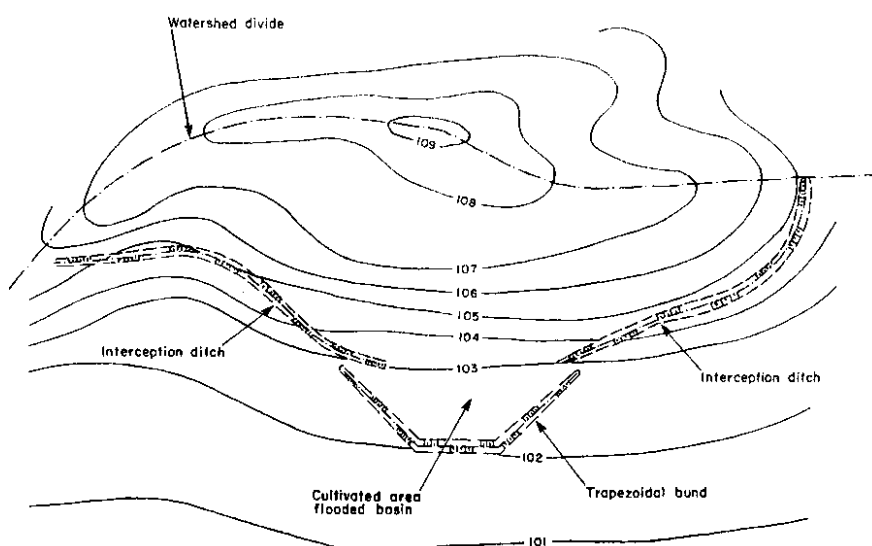 Watershed divide
109
108
107
106
105
104
103
Interception ditch
Interception ditch
102
Cultivated area
flooded basin
Trapezoidal bund
101